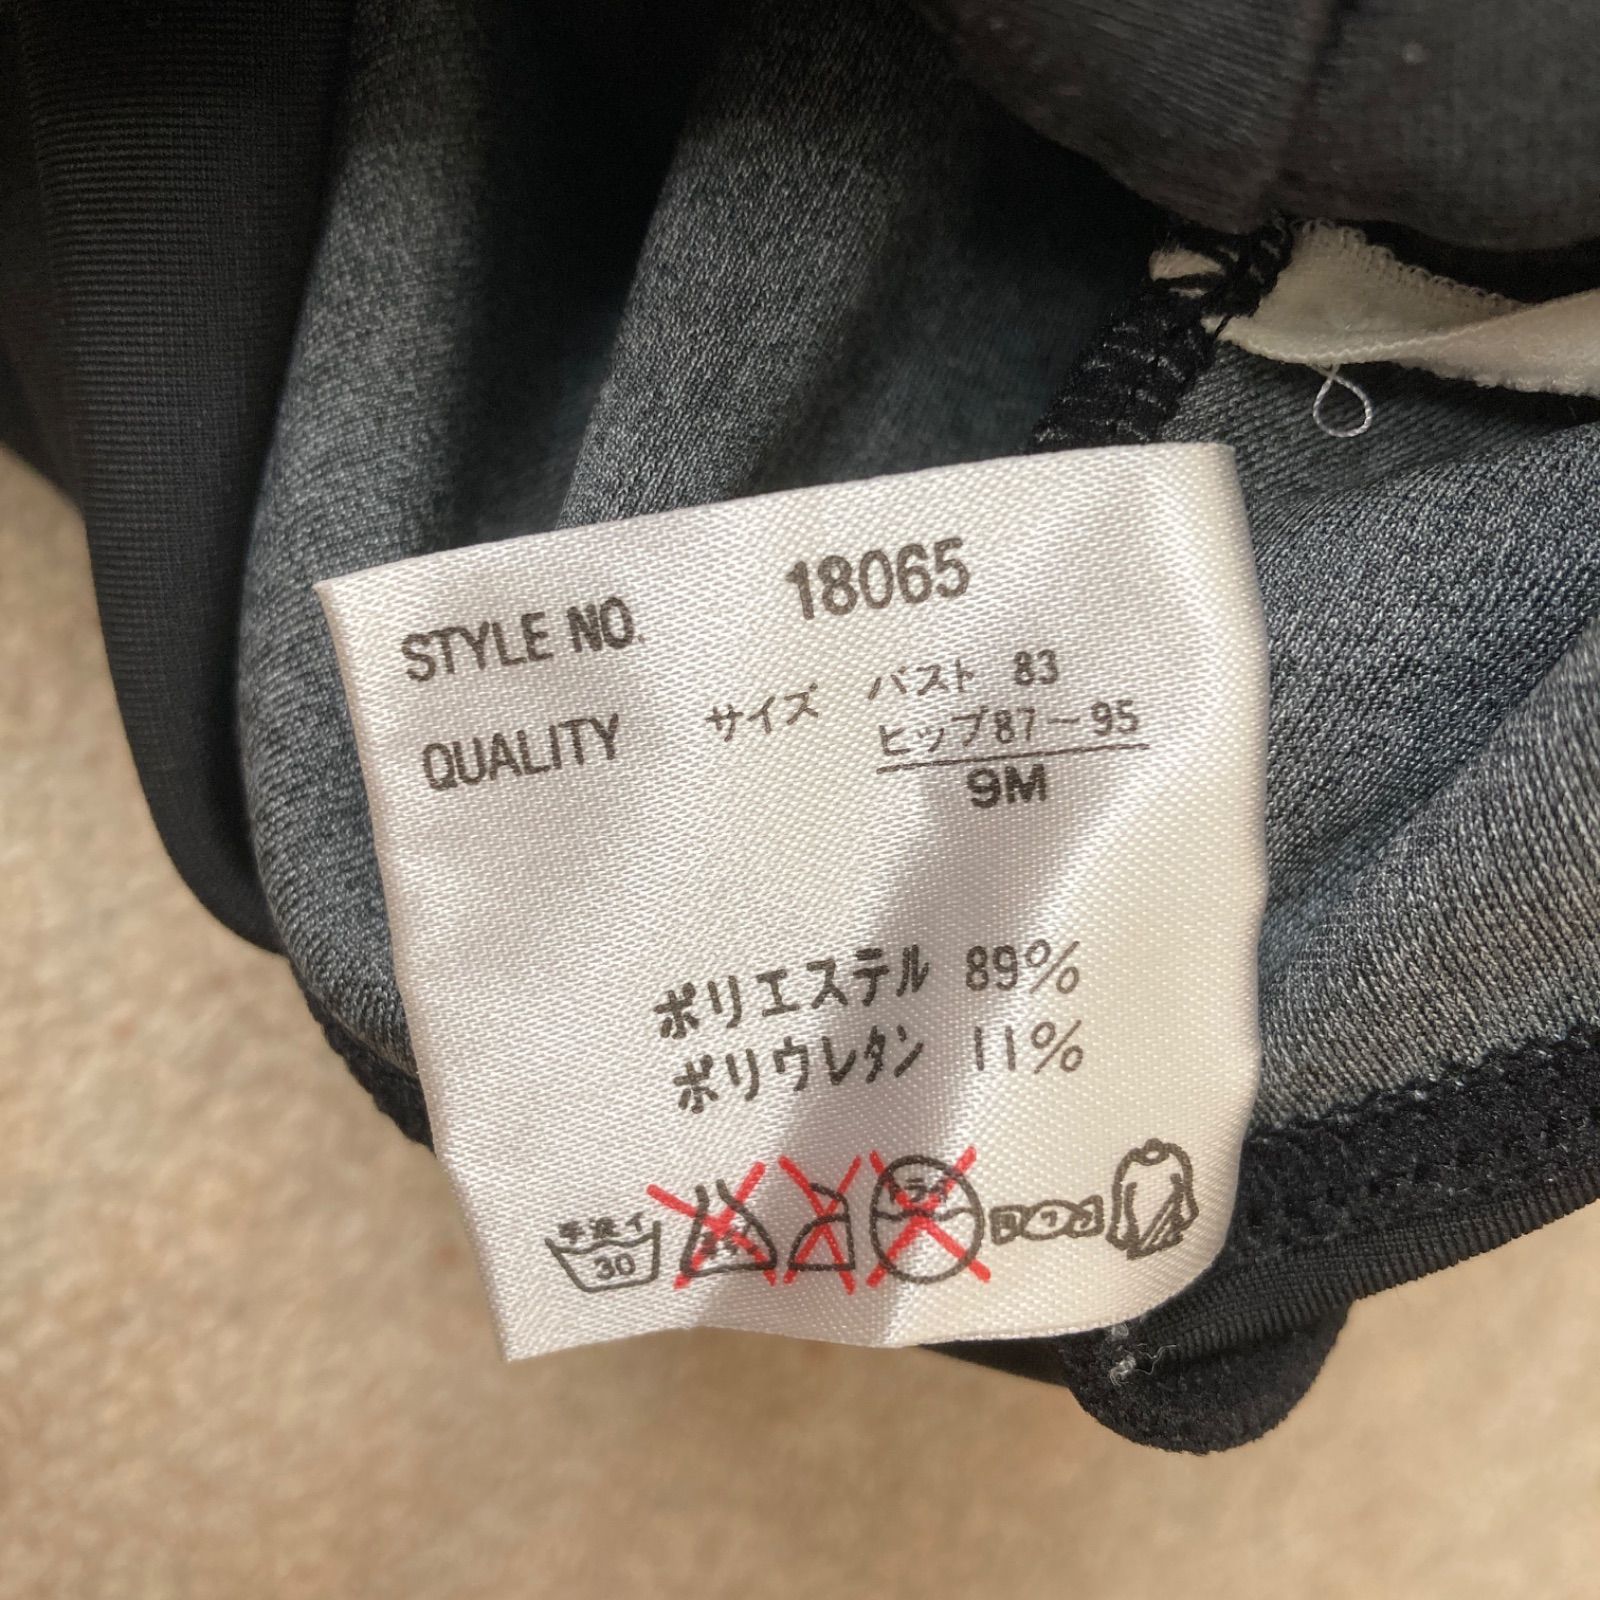 STYLE NO. 18065
QUALITY サイズ バスト 83
ヒップ87〜95
9M
ポリエステル 89%
ポリウレタン 11%
手洗イ
30